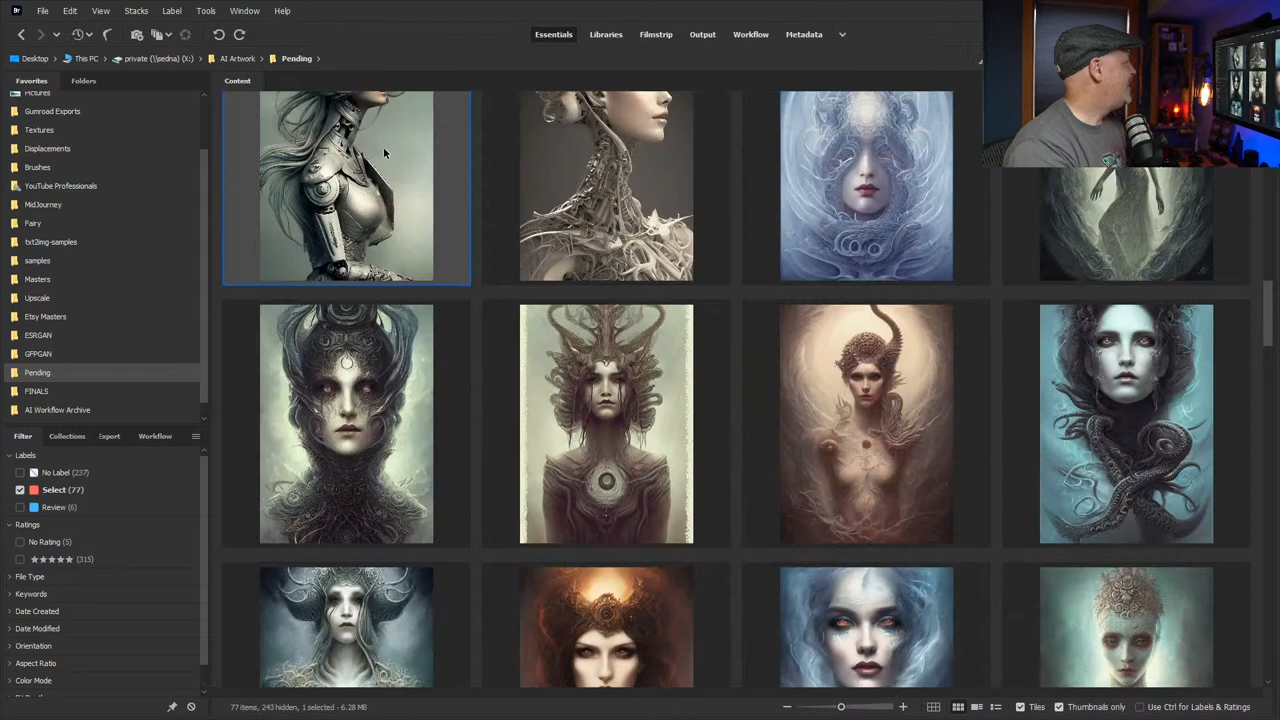 Br File Edit View Stacks Label Tools Window Help
Essentials Libraries Filmstrip Output Workflow Metadata
Desktop This PC private (\\pedna) (X:) AI Artwork Pending
Favorites Folders Content
Pictures
Gumroad Exports
Textures
Displacements
Brushes
YouTube Professionals
MidJourney
Fairy
txt2img-samples
samples
Masters
Upscale
Etsy Masters
ESRGAN
GFPGAN
Pending
FINALS
AI Workflow Archive
Filter Collections Export Workflow
Labels
No Label (237)
Select (77)
Review (6)
Ratings
No Rating (5)
★★★★★ (315)
File Type
Keywords
Date Created
Date Modified
Orientation
Aspect Ratio
Color Mode
77 items, 243 hidden, 1 selected - 6.28 MB Tiles Thumbnails only Use Ctrl for Labels & Ratings